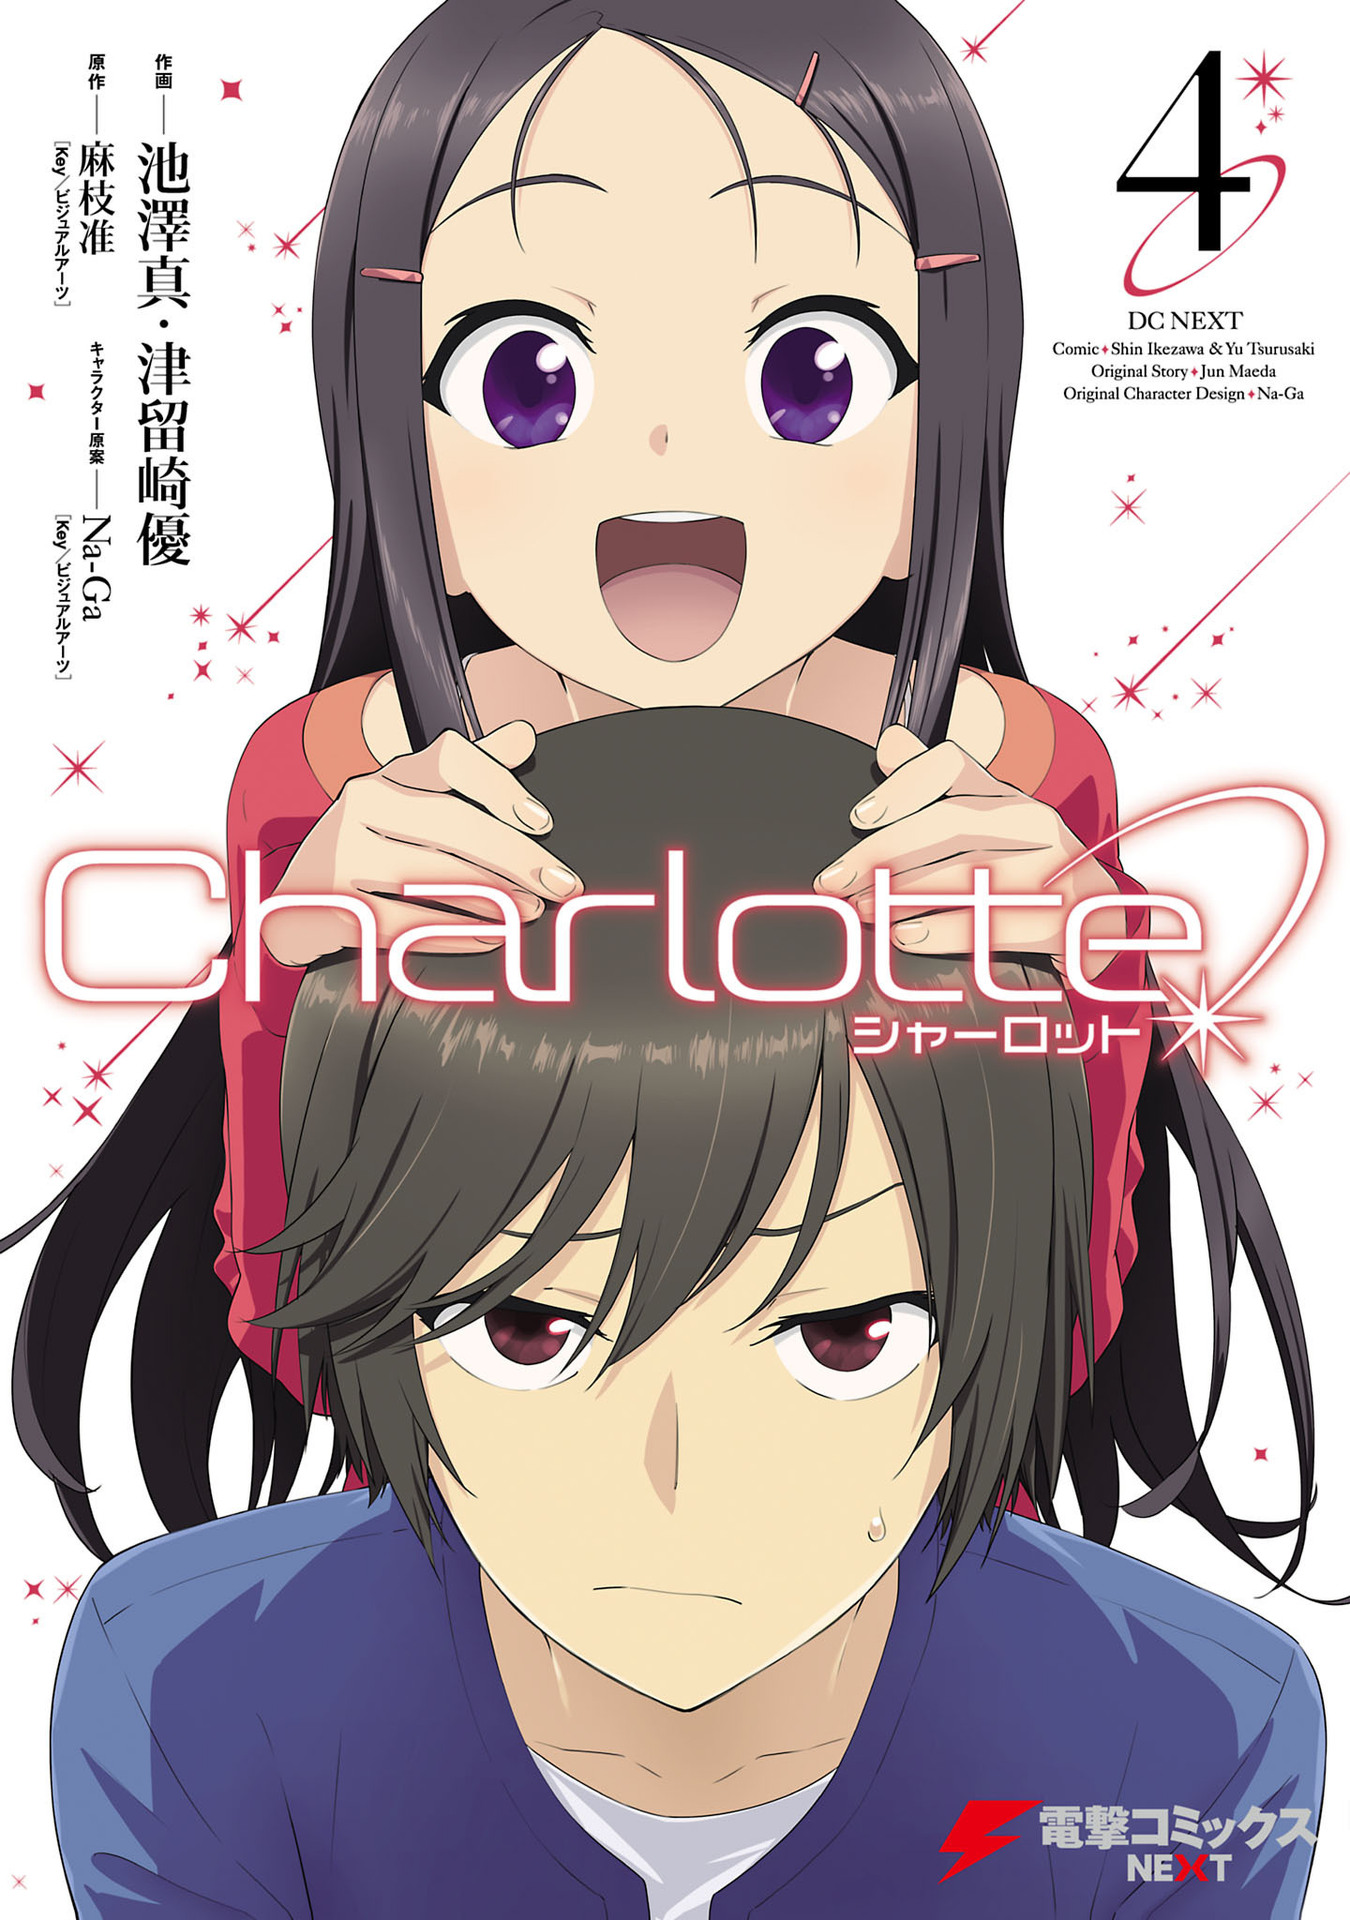 作画―池澤真・津留崎優
原作―麻枝准
[Key／ビジュアルアーツ]
キャラクター原案―Na-Ga
[Key／ビジュアルアーツ]
4
DC NEXT
Comic✦Shin Ikezawa & Yu Tsurusaki
Original Story✦Jun Maeda
Original Character Design✦Na-Ga
Charlotte
シャーロット
電撃コミックス
NEXT